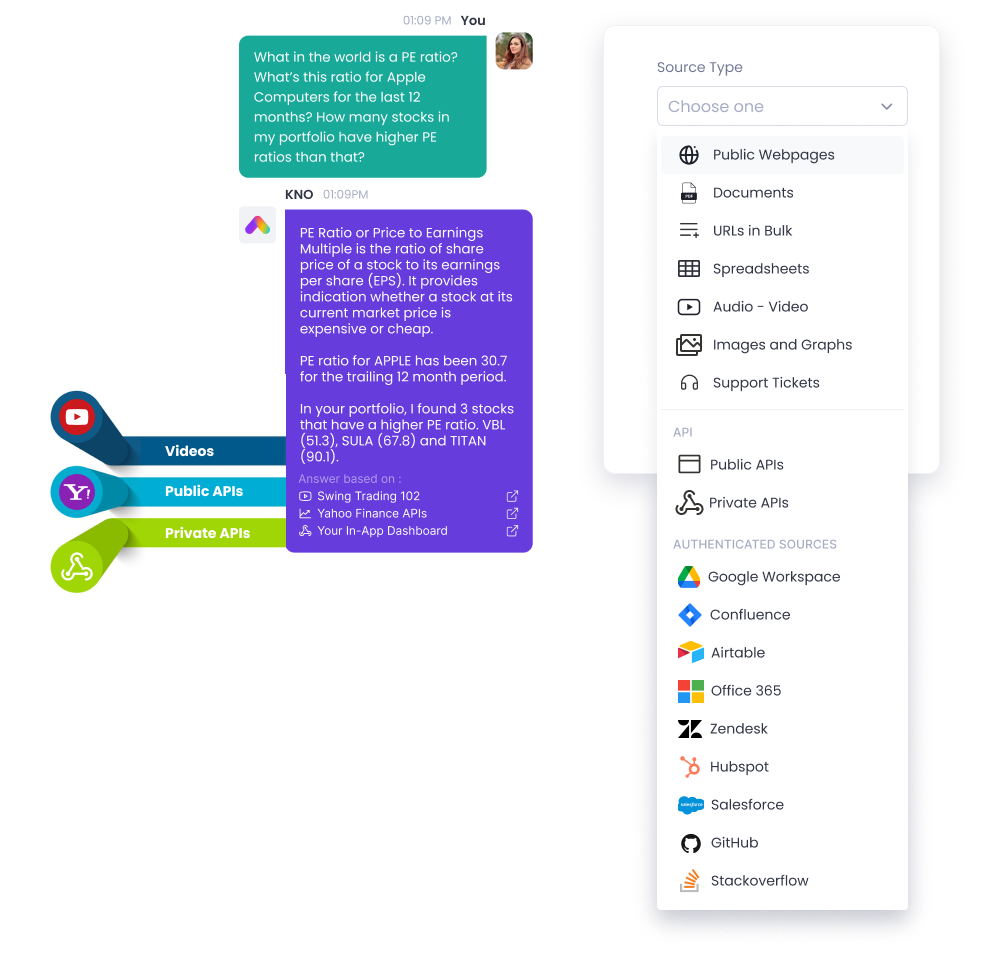 01:09 PM You
What in the world is a PE ratio?
What's this ratio for Apple
Computers for the last 12
months? How many stocks in
my portfolio have higher PE
ratios than that?
KNO 01:09PM
PE Ratio or Price to Earnings
Multiple is the ratio of share
price of a stock to its earnings
per share (EPS). It provides
indication whether a stock at its
current market price is
expensive or cheap.
PE ratio for APPLE has been 30.7
for the trailing 12 month period.
In your portfolio, I found 3 stocks
that have a higher PE ratio. VBL
(51.3), SULA (67.8) and TITAN
(90.1).
Answer based on :
Swing Trading 102
Yahoo Finance APIs
Your In-App Dashboard
Videos
Y!
Public APIs
Private APIs
Source Type
Choose one
Public Webpages
PDF
Documents
URLs in Bulk
Spreadsheets
Audio - Video
Images and Graphs
Support Tickets
API
Public APIs
Private APIs
AUTHENTICATED SOURCES
Google Workspace
Confluence
Airtable
Office 365
Zendesk
Hubspot
salesforce
Salesforce
GitHub
Stackoverflow